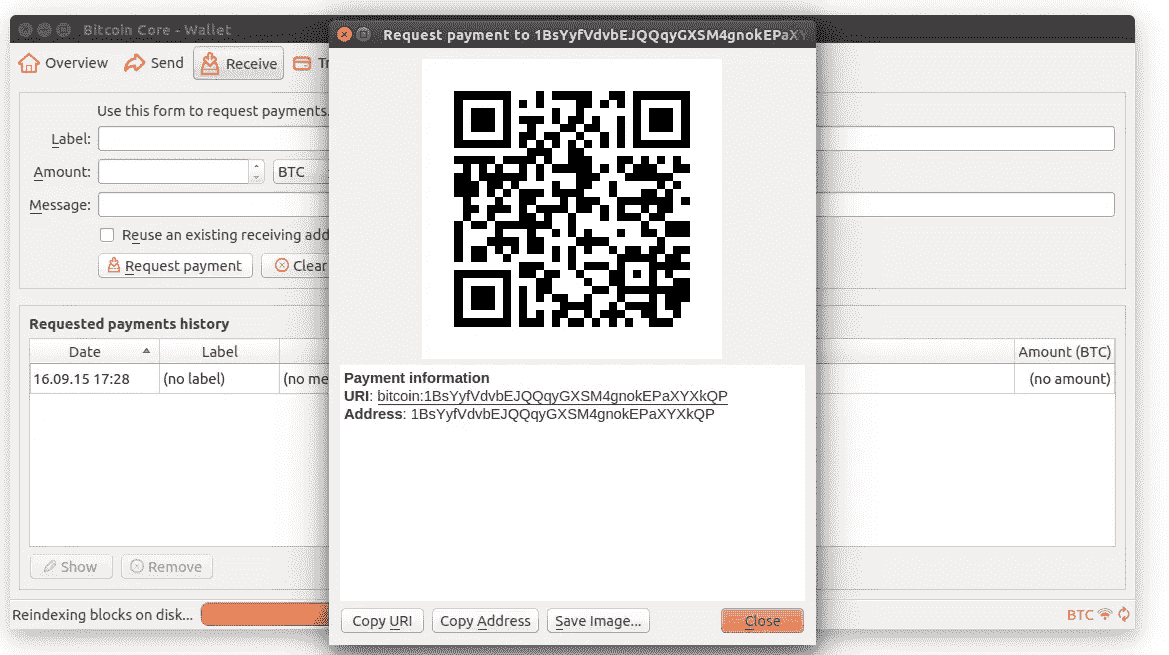 Bitcoin Core - Wallet
Overview
Send
Receive
Use this form to request payments.
Label:
Amount:
BTC
Message:
Reuse an existing receiving
Request payment
Clear
Requested payments history
Date
Label
Amount (BTC)
16.09.15 17:28
(no label)
(no
(no amount)
Show
Remove
Reindexing blocks on disk...
BTC
Request payment to 1BsYyfVdvbEJQQqyGXSM4gnokEPaXY
Payment information
URI: bitcoin:1BsYyfVdvbEJQQqyGXSM4gnokEPaXYXkQP
Address: 1BsYyfVdvbEJQQqyGXSM4gnokEPaXYXkQP
Copy URI
Copy Address
Save Image...
Close